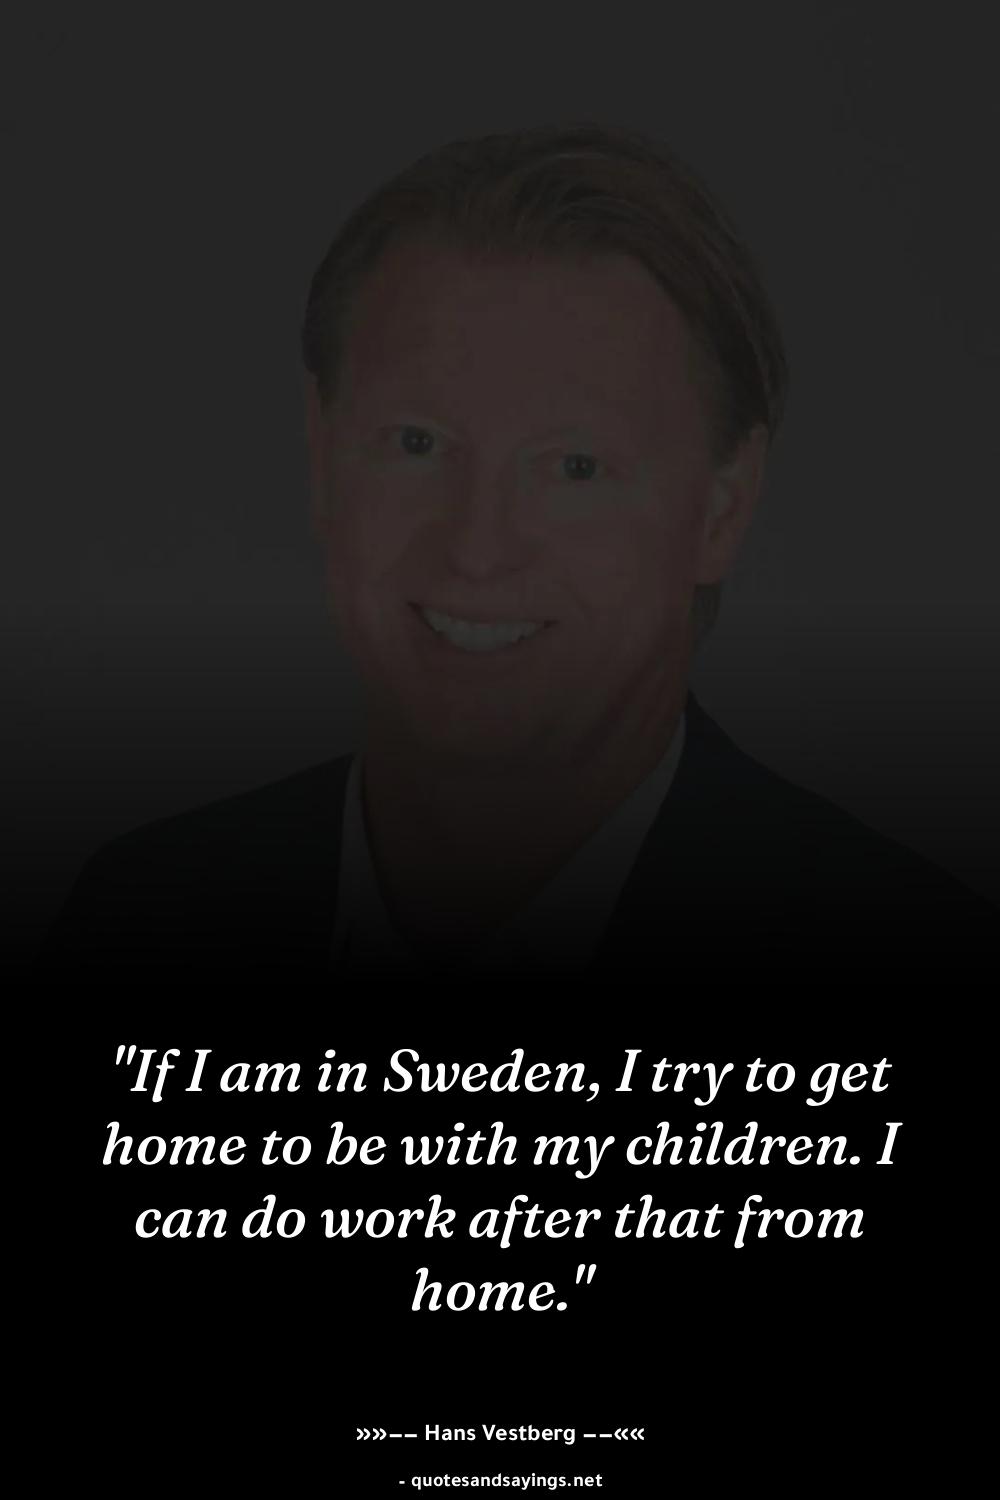 "If I am in Sweden, I try to get
home to be with my children. I
can do work after that from
home."
»»−− Hans Vestberg −−««
- quotesandsayings.net